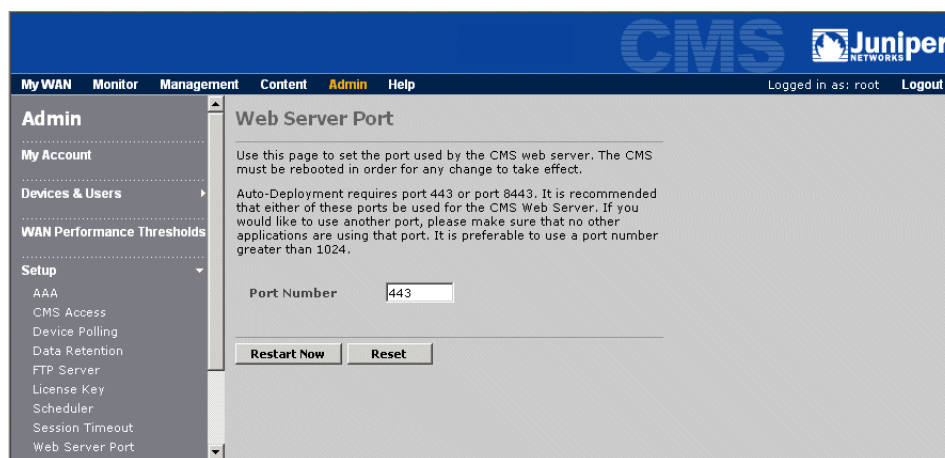 CMS
Juniper
NETWORKS
My WAN Monitor Management Content Admin Help Logged in as: root Logout
Admin
My Account
Devices & Users
WAN Performance Thresholds
Setup
AAA
CMS Access
Device Polling
Data Retention
FTP Server
License Key
Scheduler
Session Timeout
Web Server Port
Web Server Port
Use this page to set the port used by the CMS web server. The CMS
must be rebooted in order for any change to take effect.
Auto-Deployment requires port 443 or port 8443. It is recommended
that either of these ports be used for the CMS Web Server. If you
would like to use another port, please make sure that no other
applications are using that port. It is preferable to use a port number
greater than 1024.
Port Number 443
Restart Now Reset